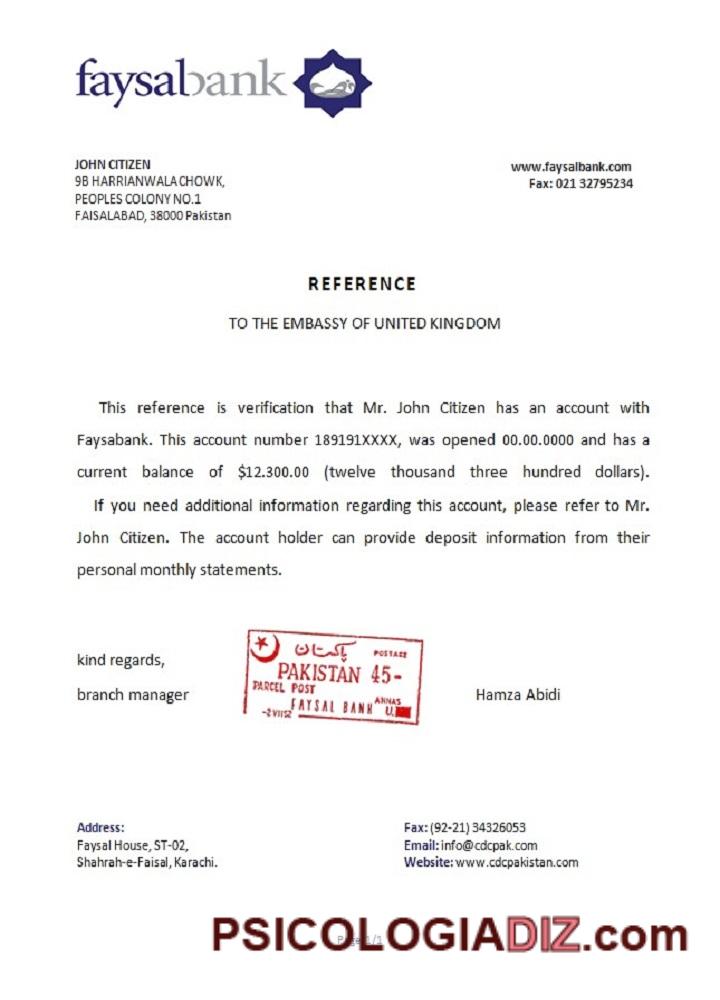 faysalbank
JOHN CITIZEN
9B HARRIANWALA CHOWK,
PEOPLES COLONY NO.1
FAISALABAD, 38000 Pakistan
www.faysalbank.com
Fax: 021 32795234
REFERENCE
TO THE EMBASSY OF UNITED KINGDOM
This reference is verification that Mr. John Citizen has an account with
Faysabank. This account number 189191XXXX, was opened 00.00.0000 and has a
current balance of $12.300.00 (twelve thousand three hundred dollars).
If you need additional information regarding this account, please refer to Mr.
John Citizen. The account holder can provide deposit information from their
personal monthly statements.
kind regards,
branch manager
پاکستان POSTAGE
PAKISTAN 45-
PARCEL POST
ANNAS
FAYSAL BANK
Hamza Abidi
Address:
Faysal House, ST-02,
Shahrah-e-Faisal, Karachi.
Fax: (92-21) 34326053
Email: info@cdcpak.com
Website: www.cdcpakistan.com
Page 1/1
PSICOLOGIADIZ.com